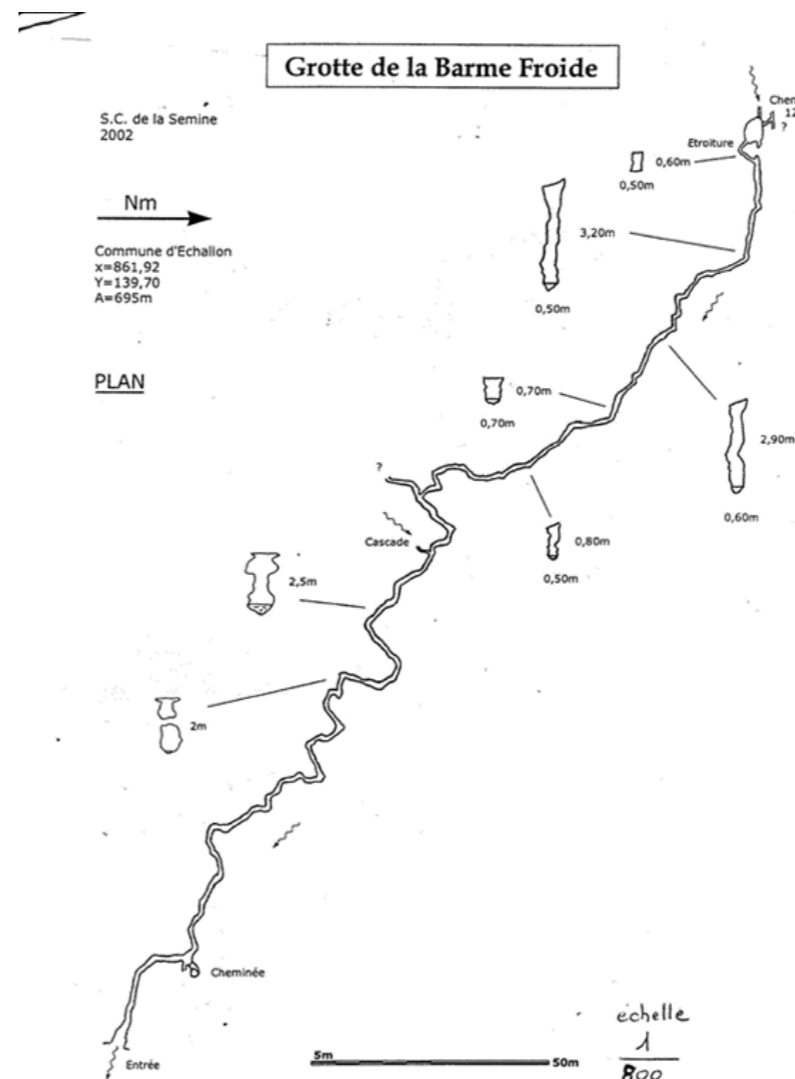 Grotte de la Barme Froide
S.C. de la Semine
2002
Nm
Commune d'Echallon
x=861,92
Y=139,70
A=695m
PLAN
Chem
12
?
Etroiture
0,60m
0,50m
3,20m
0,50m
0,70m
0,70m
2,90m
0,60m
?
Cascade
0,80m
0,50m
2,5m
2m
Cheminée
Entrée
5m
50m
echelle
1
800